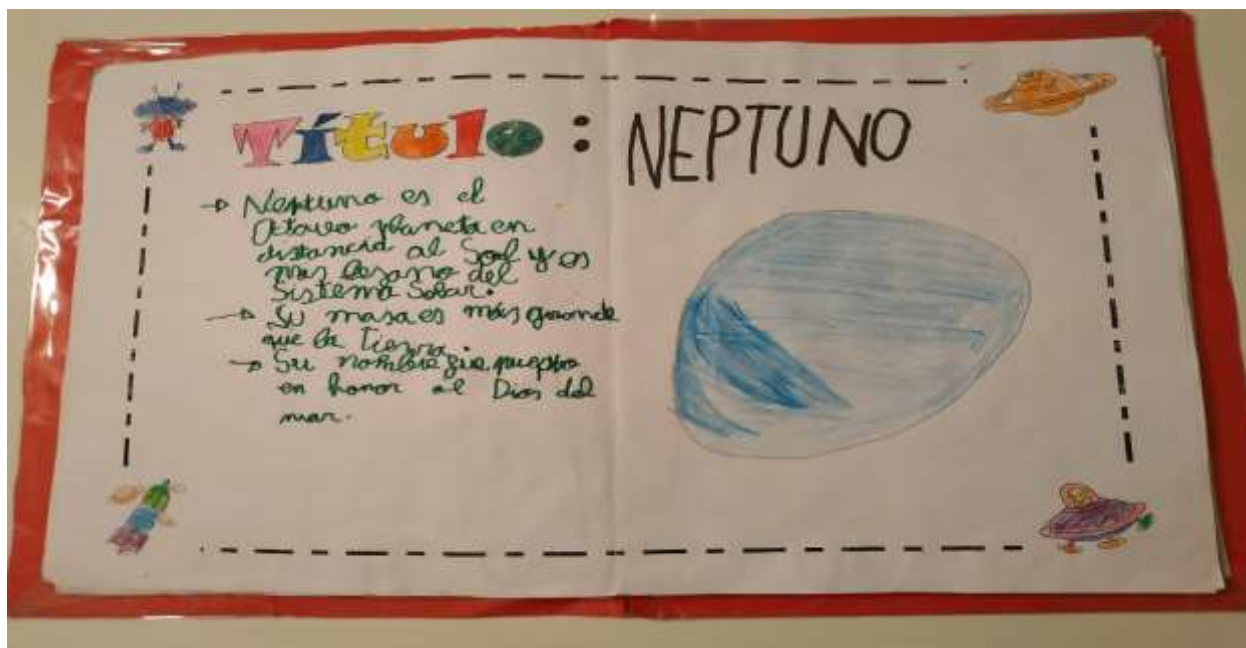 Título: NEPTUNO
→ Neptuno es el
Octavo planeta en
distancia al Sol y es
mas lejano del
Sistema Solar.
→ Su masa es más grande
que la Tierra
→ Su nombre fue puesto
en honor al Dios del
mar.